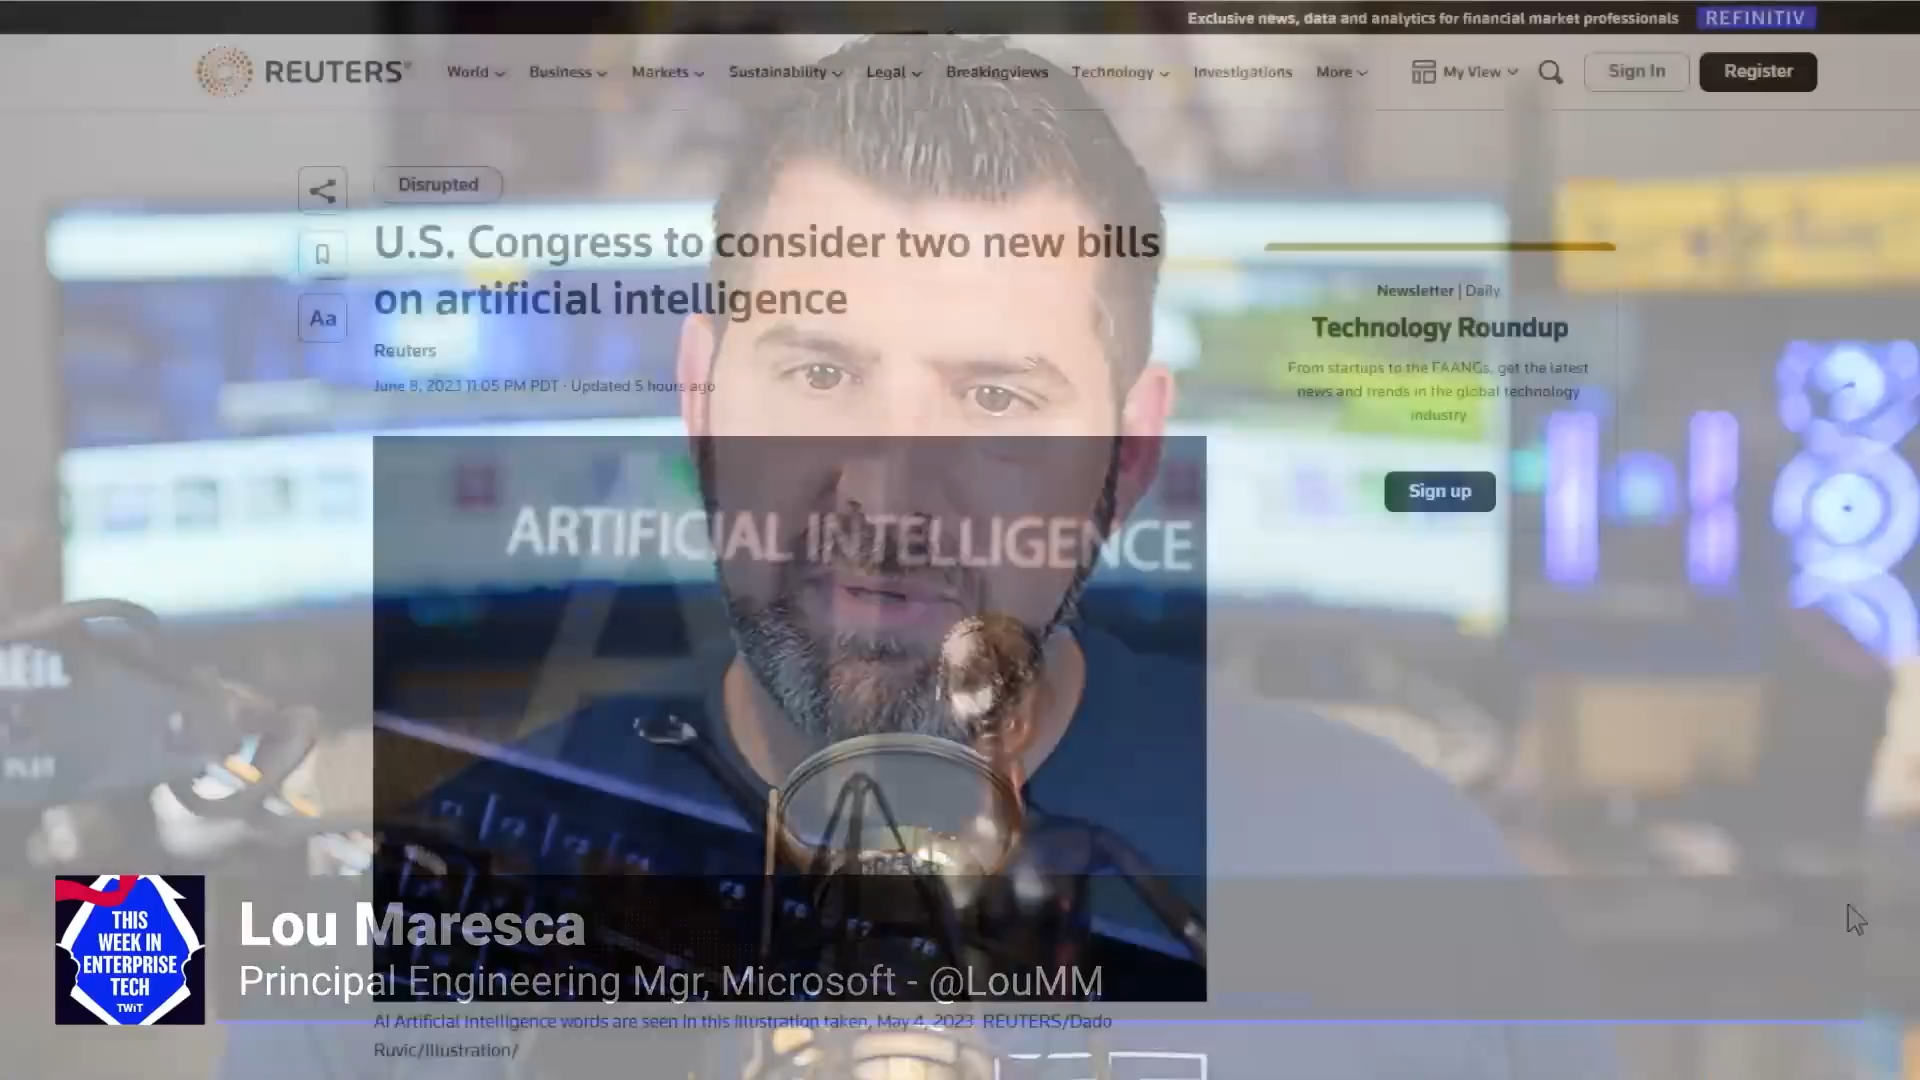 Exclusive news, data and analytics for financial market professionals REFINITIV
REUTERS® World Business Markets Sustainability Legal Breakingviews Technology Investigations More My View Sign In Register
Disrupted
U.S. Congress to consider two new bills
on artificial intelligence
Aa
Reuters
June 8, 2023 11:05 PM PDT · Updated 5 hours ago
Newsletter | Daily
Technology Roundup
From startups to the FAANGs, get the latest
news and trends in the global technology
industry.
Sign up
ARTIFICIAL INTELLIGENCE
F5
F6
F7
F8
THIS
WEEK IN
ENTERPRISE
TECH
TWiT
Lou Maresca
Principal Engineering Mgr, Microsoft - @LouMM
AI Artificial Intelligence words are seen in this illustration taken, May 4, 2023 REUTERS/Dado
Ruvic/Illustration/